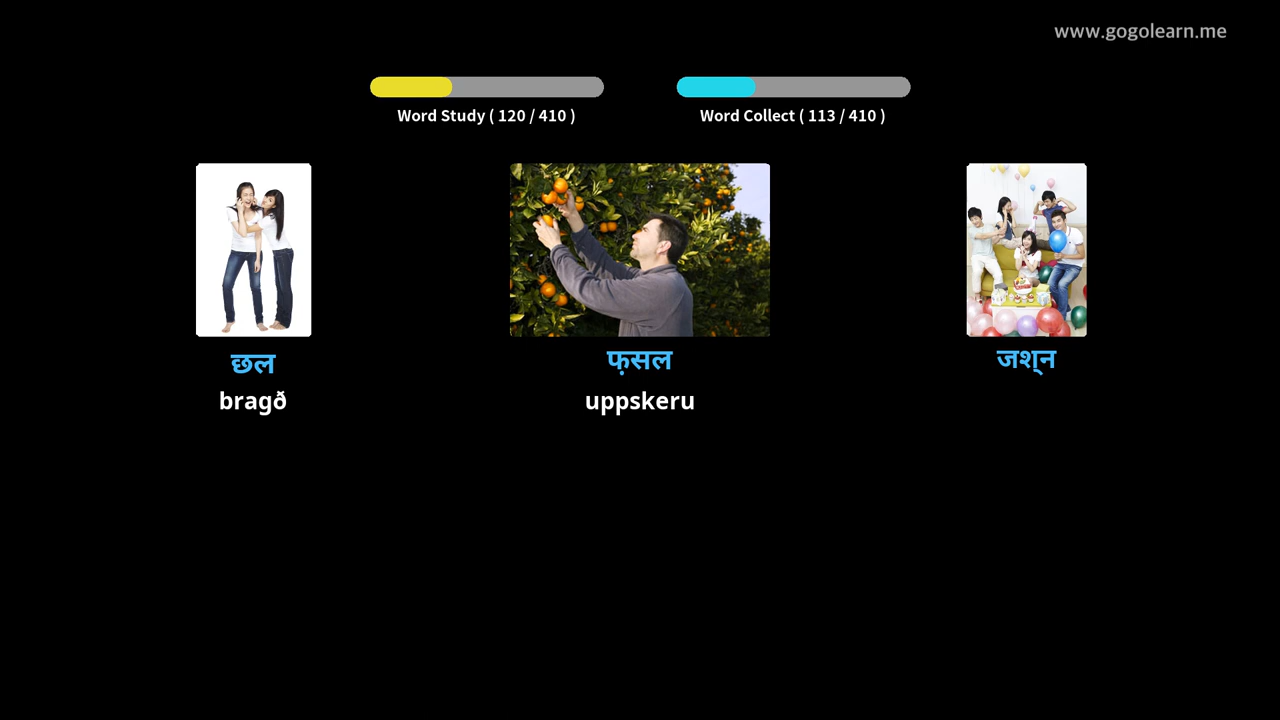 www.gogolearn.me
Word Study ( 120 / 410 )
Word Collect ( 113 / 410 )
छल
फ़सल
जश्न
bragð
uppskeru